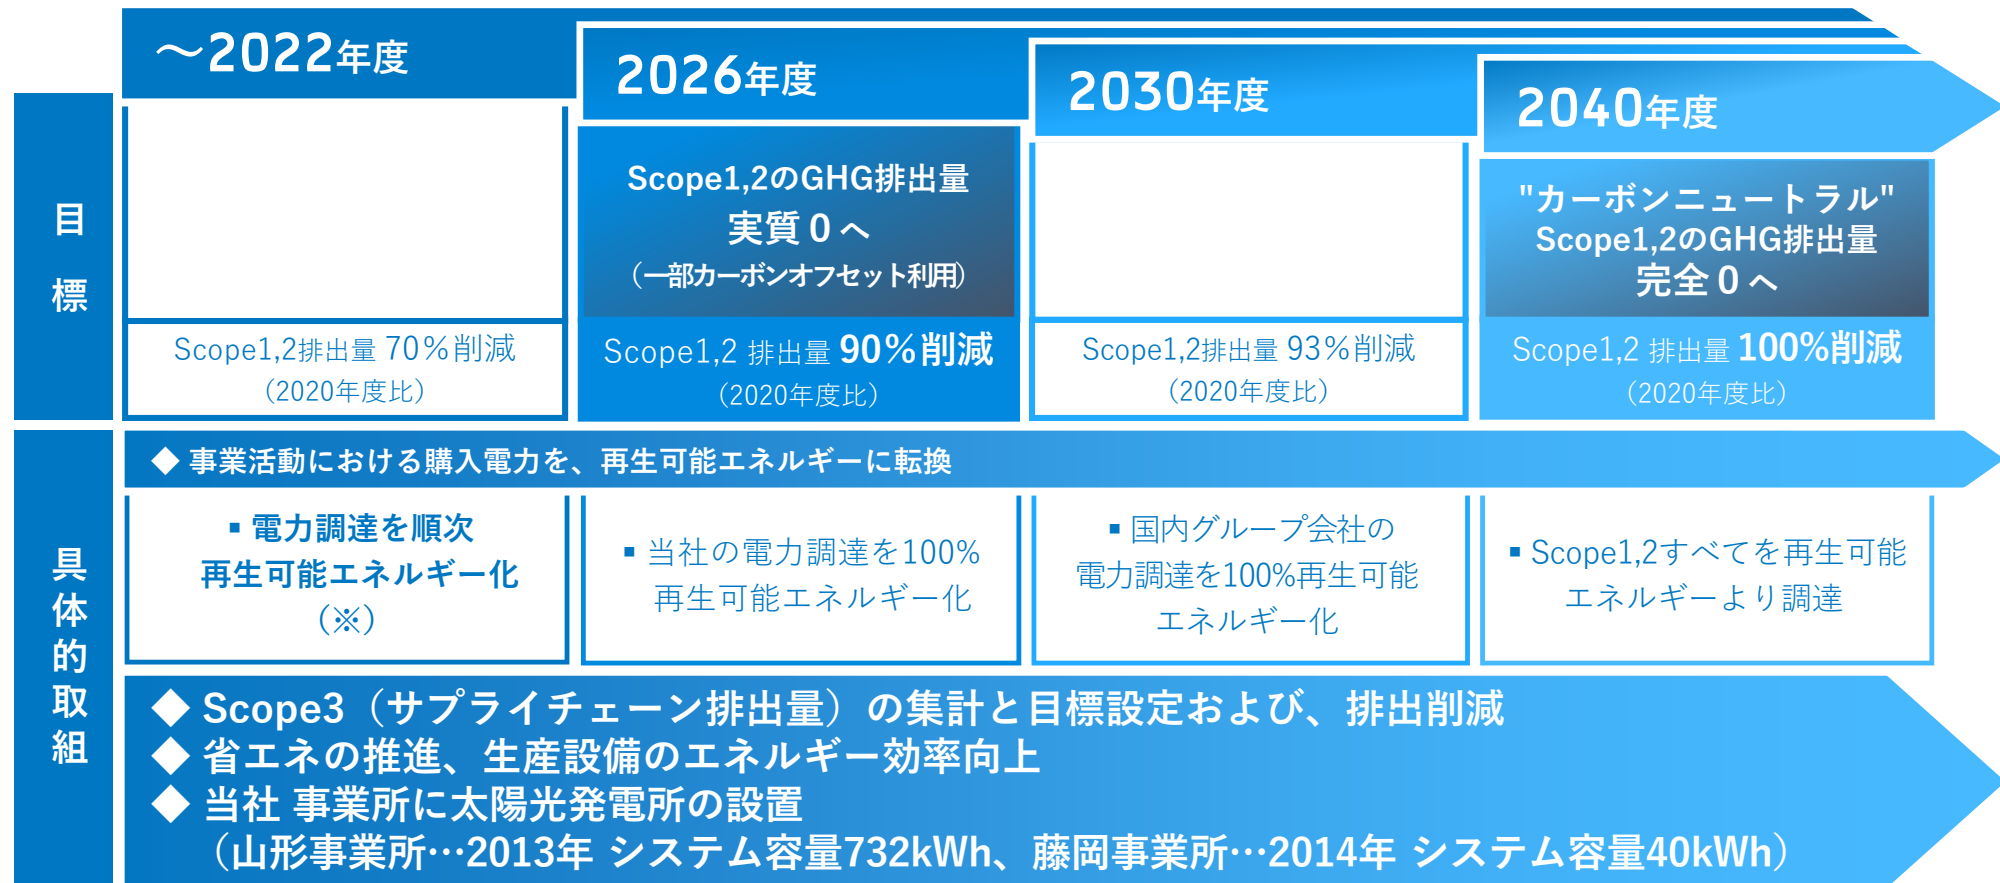 ～2022年度
2026年度
2030年度
2040年度
目標
Scope1,2のGHG排出量
実質０へ
（一部カーボンオフセット利用）
"カーボンニュートラル"
Scope1,2のGHG排出量
完全０へ
Scope1,2排出量 70％削減
（2020年度比）
Scope1,2 排出量 90％削減
（2020年度比）
Scope1,2排出量 93％削減
（2020年度比）
Scope1,2 排出量 100%削減
（2020年度比）
具体的取組
◆ 事業活動における購入電力を、再生可能エネルギーに転換
▪ 電力調達を順次
再生可能エネルギー化
（※）
▪ 当社の電力調達を100%
再生可能エネルギー化
▪ 国内グループ会社の
電力調達を100%再生可能
エネルギー化
▪ Scope1,2すべてを再生可能
エネルギーより調達
◆ Scope3（サプライチェーン排出量）の集計と目標設定および、排出削減
◆ 省エネの推進、生産設備のエネルギー効率向上
◆ 当社 事業所に太陽光発電所の設置
（山形事業所…2013年 システム容量732kWh、藤岡事業所…2014年 システム容量40kWh）